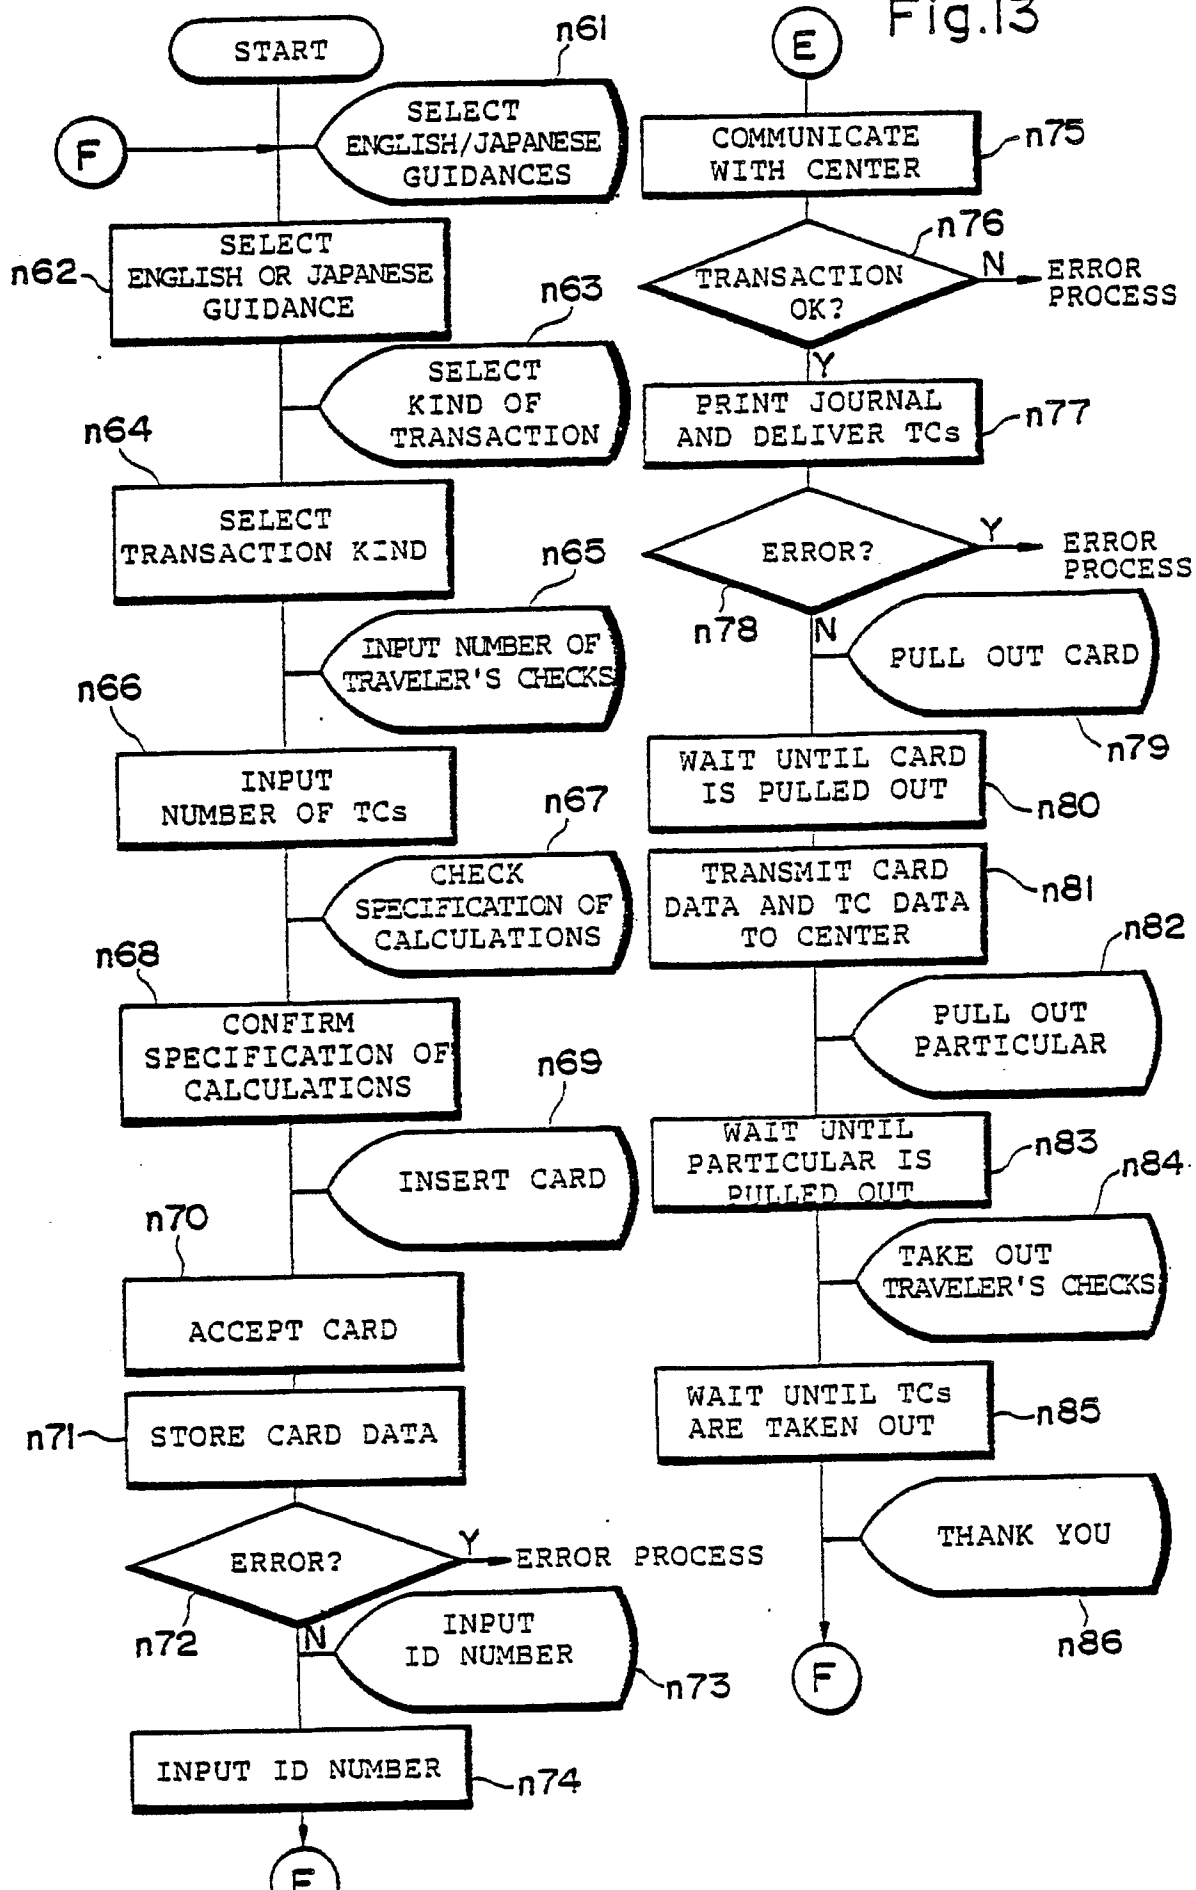 Fig.13
START
n61
SELECT
ENGLISH/JAPANESE
GUIDANCES
F
n62
SELECT
ENGLISH OR JAPANESE
GUIDANCE
n63
SELECT
KIND OF
TRANSACTION
n64
SELECT
TRANSACTION KIND
n65
INPUT NUMBER OF
TRAVELER'S CHECKS
n66
INPUT
NUMBER OF TCs
n67
CHECK
SPECIFICATION OF
CALCULATIONS
n68
CONFIRM
SPECIFICATION OF
CALCULATIONS
n69
INSERT CARD
n70
ACCEPT CARD
n71
STORE CARD DATA
ERROR?
Y
ERROR PROCESS
n72
N
INPUT
ID NUMBER
n73
INPUT ID NUMBER
n74
E
E
COMMUNICATE
WITH CENTER
n75
n76
TRANSACTION
OK?
N
ERROR
PROCESS
Y
PRINT JOURNAL
AND DELIVER TCs
n77
ERROR?
Y
ERROR
PROCESS
n78
N
PULL OUT CARD
n79
WAIT UNTIL CARD
IS PULLED OUT
n80
TRANSMIT CARD
DATA AND TC DATA
TO CENTER
n81
n82
PULL OUT
PARTICULAR
WAIT UNTIL
PARTICULAR IS
PULLED OUT
n83
n84
TAKE OUT
TRAVELER'S CHECKS
WAIT UNTIL TCs
ARE TAKEN OUT
n85
THANK YOU
n86
F